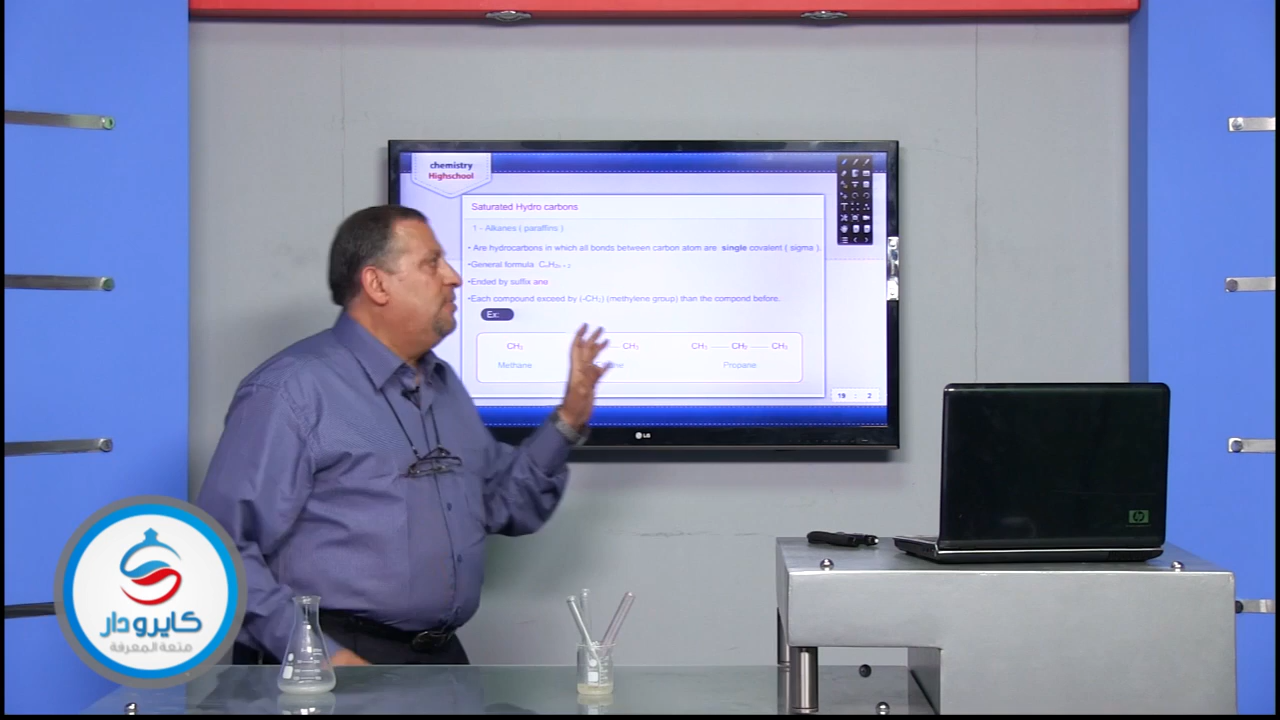 chemistry
Highschool
Saturated Hydro carbons
1 - Alkanes ( paraffins )
• Are hydrocarbons in which all bonds between carbon atom are single covalent ( sigma ).
•General formula CₙH₂ₙ₊₂
•Ended by suffix ane
•Each compound exceed by (-CH₂) (methylene group) than the compond before.
Ex:
CH₃ CH₃ —— CH₂ —— CH₃
Methane Propane
19 : 2
LG
hp
كايرو دار
متعة المعرفة